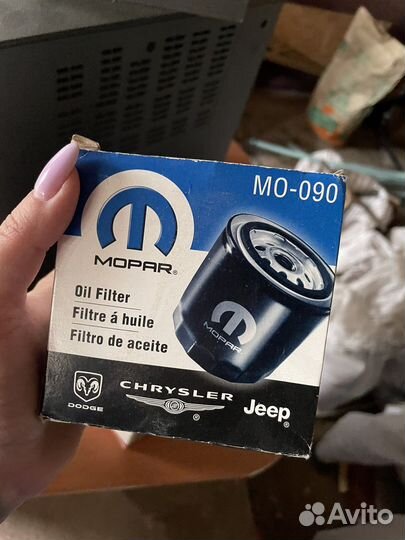 MO-090
MOPAR®
Oil Filter
Filtre á huile
Filtro de aceite
MOPAR
DODGE
CHRYSLER
®
Jeep®
Avito